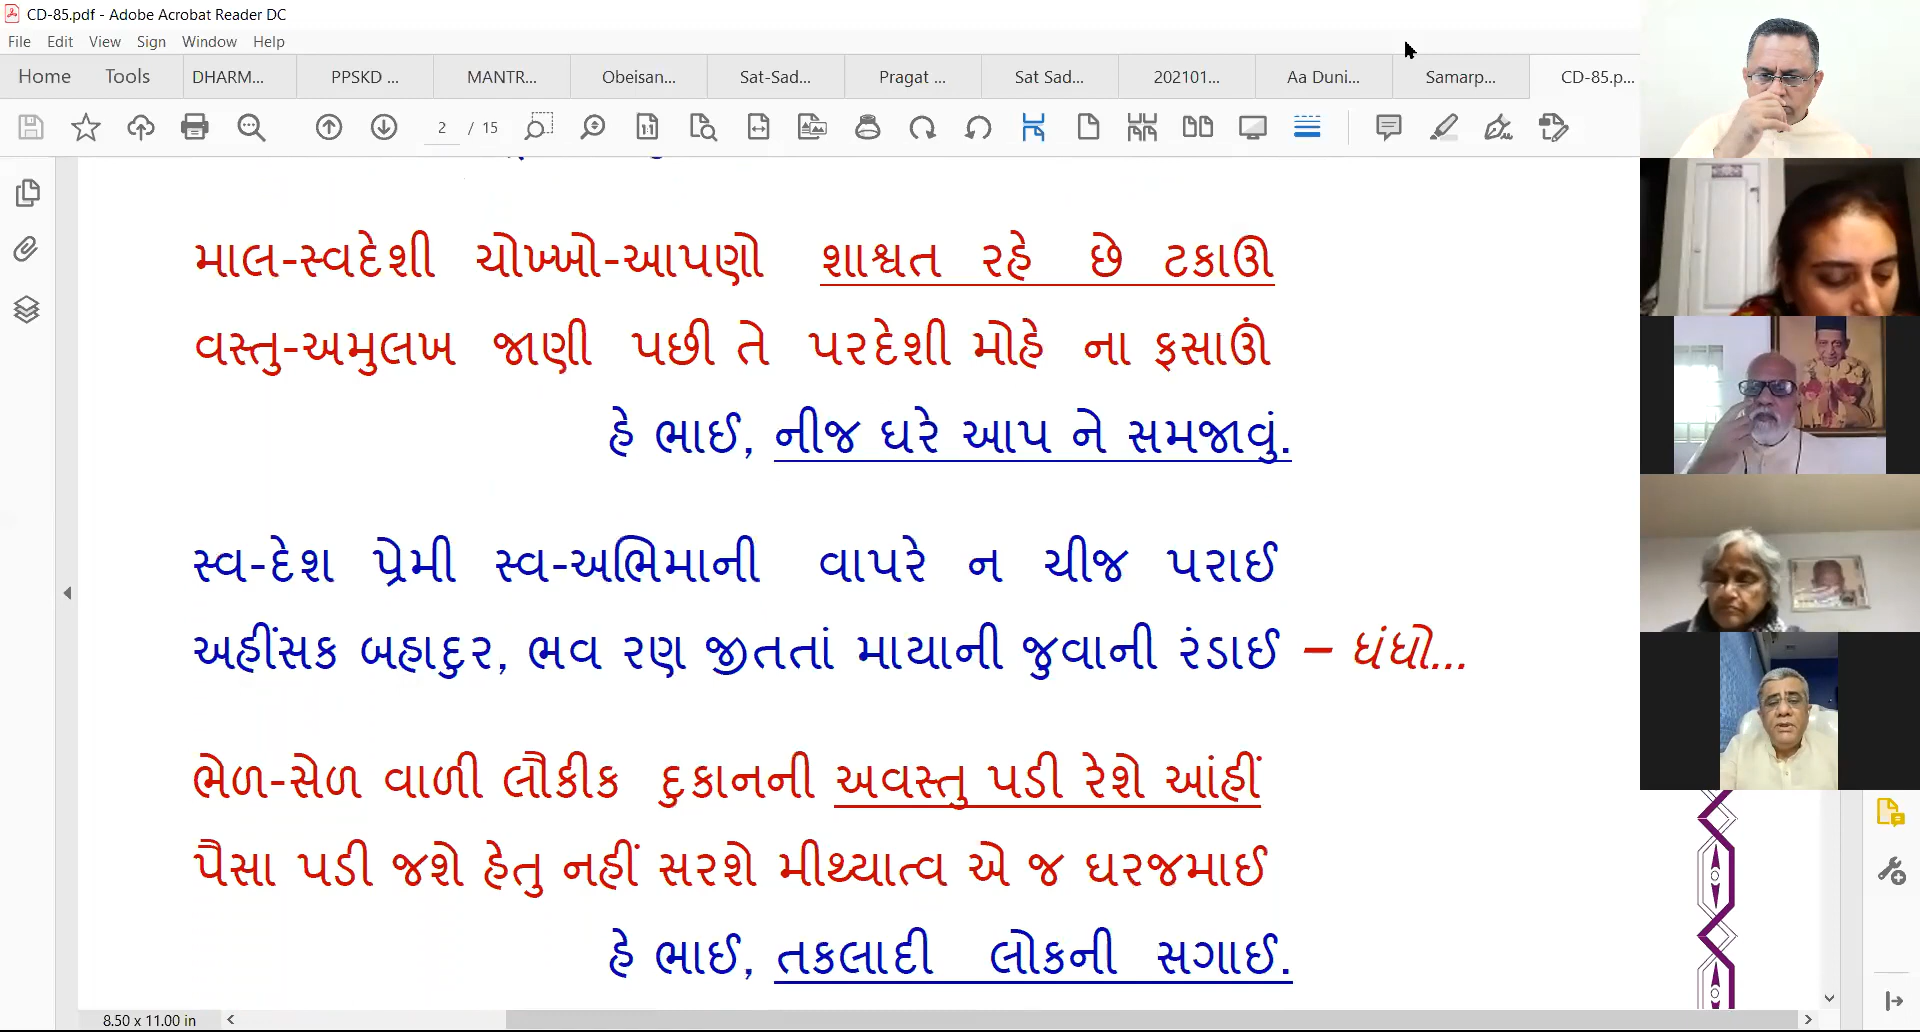 CD-85.pdf - Adobe Acrobat Reader DC
File Edit View Sign Window Help
Home Tools DHARM... PPSKD ... MANTR... Obeisan... Sat-Sad... Pragat ... Sat Sad... 202101... Aa Duni... Samarp... CD-85.p...
2 / 15
માલ-સ્વદેશી ચોખ્ખો-આપણો શાશ્વત રહે છે ટકાઊ
વસ્તુ-અમુલખ જાણી પછી તે પરદેશી મોહે ના ફસાઊં
હે ભાઈ, નીજ ઘરે આપ ને સમજાવું.
સ્વ-દેશ પ્રેમી સ્વ-અભિમાની વાપરે ન ચીજ પરાઈ
અહીંસક બહાદુર, ભવ રણ જીતતાં માયાની જુવાની રંડાઈ – ધંધો...
ભેળ-સેળ વાળી લૌકીક દુકાનની અવસ્તુ પડી રેશે આંહીં
પૈસા પડી જશે હેતુ નહીં સરશે મીથ્યાત્વ એ જ ઘરજમાઈ
હે ભાઈ, તકલાદી લોકની સગાઈ.
8.50 x 11.00 in